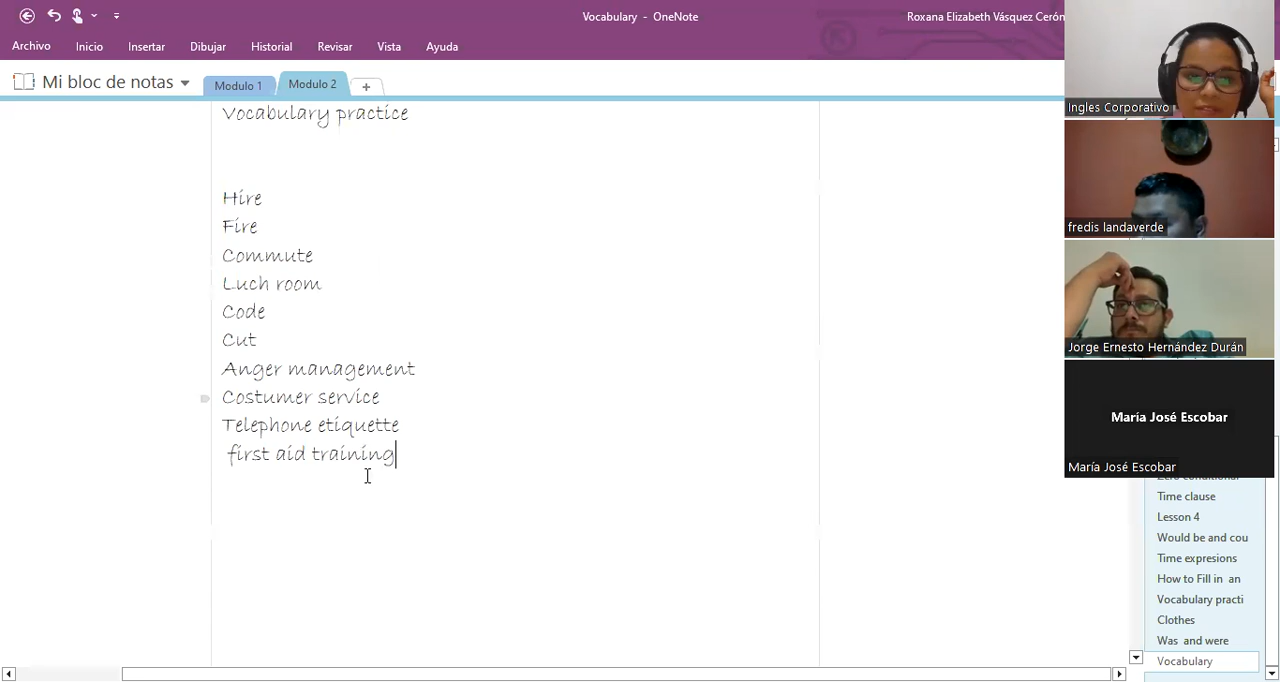 Vocabulary - OneNote
Roxana Elizabeth Vásquez Cerón
Archivo Inicio Insertar Dibujar Historial Revisar Vista Ayuda
Mi bloc de notas Modulo 1 Modulo 2 +
Vocabulary practice
Hire
Fire
Commute
Luch room
Code
Cut
Anger management
Costumer service
Telephone etiquette
first aid training
Ingles Corporativo
fredis landaverde
Jorge Ernesto Hernández Durán
María José Escobar
María José Escobar
Zero conditional
Time clause
Lesson 4
Would be and cou
Time expresions
How to Fill in an
Vocabulary practi
Clothes
Was and were
Vocabulary